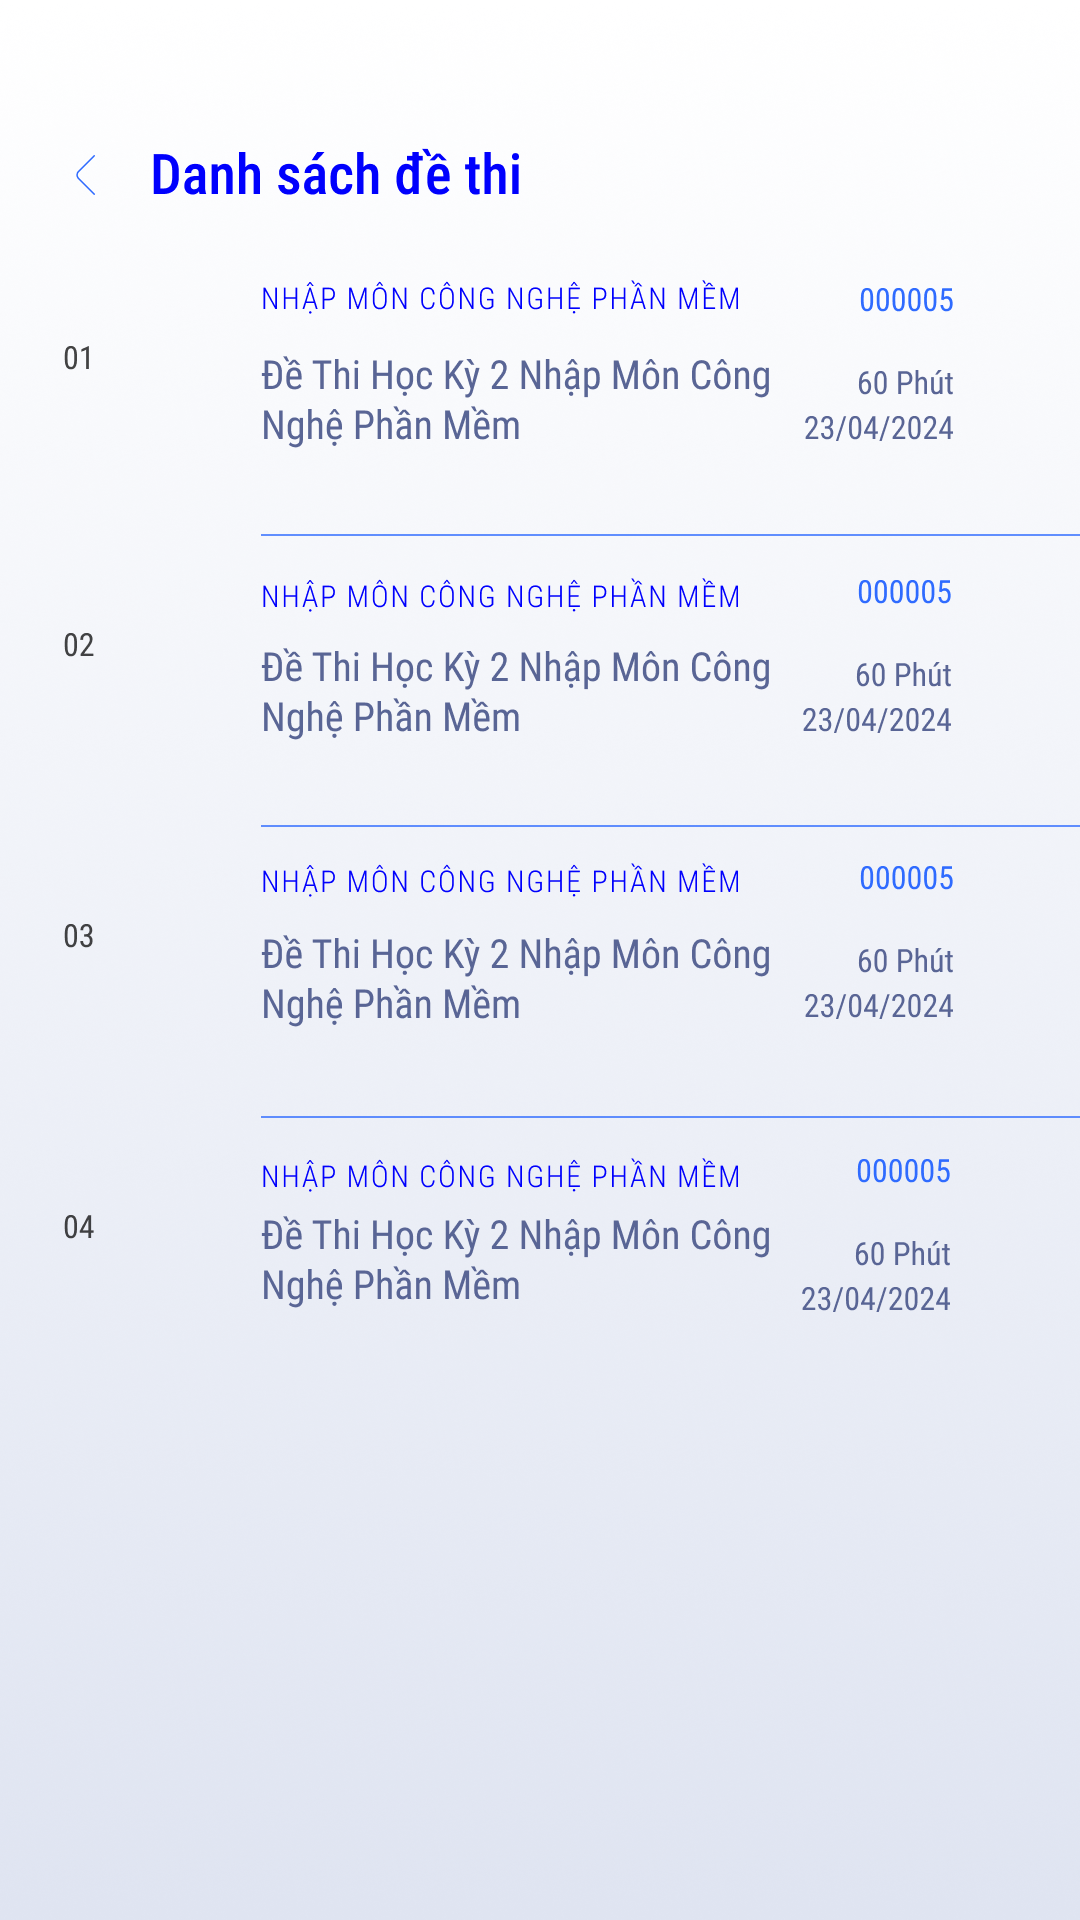 Danh sách đề thi
NHẬP MÔN CÔNG NGHỆ PHẦN MỀM
000005
01
Đề Thi Học Kỳ 2 Nhập Môn Công
Nghệ Phần Mềm
60 Phút
23/04/2024
NHẬP MÔN CÔNG NGHỆ PHẦN MỀM
000005
02
Đề Thi Học Kỳ 2 Nhập Môn Công
Nghệ Phần Mềm
60 Phút
23/04/2024
NHẬP MÔN CÔNG NGHỆ PHẦN MỀM
000005
03
Đề Thi Học Kỳ 2 Nhập Môn Công
Nghệ Phần Mềm
60 Phút
23/04/2024
NHẬP MÔN CÔNG NGHỆ PHẦN MỀM
000005
04
Đề Thi Học Kỳ 2 Nhập Môn Công
Nghệ Phần Mềm
60 Phút
23/04/2024